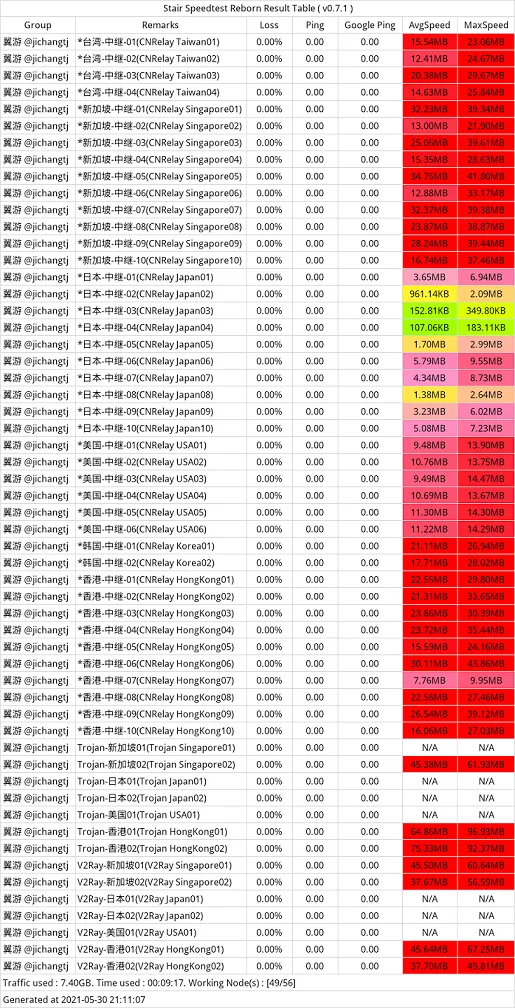 Stair Speedtest Reborn Result Table ( v0.7.1 )
Group Remarks Loss Ping Google Ping AvgSpeed MaxSpeed
翼游 @jichangtj *台湾-中继-01(CNRelay Taiwan01) 0.00% 0.00 0.00 15.54MB 23.06MB
翼游 @jichangtj *台湾-中继-02(CNRelay Taiwan02) 0.00% 0.00 0.00 12.41MB 24.67MB
翼游 @jichangtj *台湾-中继-03(CNRelay Taiwan03) 0.00% 0.00 0.00 20.38MB 29.67MB
翼游 @jichangtj *台湾-中继-04(CNRelay Taiwan04) 0.00% 0.00 0.00 14.63MB 25.84MB
翼游 @jichangtj *新加坡-中继-01(CNRelay Singapore01) 0.00% 0.00 0.00 32.23MB 39.34MB
翼游 @jichangtj *新加坡-中继-02(CNRelay Singapore02) 0.00% 0.00 0.00 13.00MB 21.90MB
翼游 @jichangtj *新加坡-中继-03(CNRelay Singapore03) 0.00% 0.00 0.00 25.06MB 39.61MB
翼游 @jichangtj *新加坡-中继-04(CNRelay Singapore04) 0.00% 0.00 0.00 15.35MB 28.63MB
翼游 @jichangtj *新加坡-中继-05(CNRelay Singapore05) 0.00% 0.00 0.00 34.75MB 41.80MB
翼游 @jichangtj *新加坡-中继-06(CNRelay Singapore06) 0.00% 0.00 0.00 12.88MB 33.17MB
翼游 @jichangtj *新加坡-中继-07(CNRelay Singapore07) 0.00% 0.00 0.00 32.37MB 39.38MB
翼游 @jichangtj *新加坡-中继-08(CNRelay Singapore08) 0.00% 0.00 0.00 23.87MB 38.87MB
翼游 @jichangtj *新加坡-中继-09(CNRelay Singapore09) 0.00% 0.00 0.00 28.24MB 39.44MB
翼游 @jichangtj *新加坡-中继-10(CNRelay Singapore10) 0.00% 0.00 0.00 16.74MB 37.46MB
翼游 @jichangtj *日本-中继-01(CNRelay Japan01) 0.00% 0.00 0.00 3.65MB 6.94MB
翼游 @jichangtj *日本-中继-02(CNRelay Japan02) 0.00% 0.00 0.00 961.14KB 2.09MB
翼游 @jichangtj *日本-中继-03(CNRelay Japan03) 0.00% 0.00 0.00 152.81KB 349.80KB
翼游 @jichangtj *日本-中继-04(CNRelay Japan04) 0.00% 0.00 0.00 107.06KB 183.11KB
翼游 @jichangtj *日本-中继-05(CNRelay Japan05) 0.00% 0.00 0.00 1.70MB 2.99MB
翼游 @jichangtj *日本-中继-06(CNRelay Japan06) 0.00% 0.00 0.00 5.79MB 9.55MB
翼游 @jichangtj *日本-中继-07(CNRelay Japan07) 0.00% 0.00 0.00 4.34MB 8.73MB
翼游 @jichangtj *日本-中继-08(CNRelay Japan08) 0.00% 0.00 0.00 1.38MB 2.64MB
翼游 @jichangtj *日本-中继-09(CNRelay Japan09) 0.00% 0.00 0.00 3.23MB 6.02MB
翼游 @jichangtj *日本-中继-10(CNRelay Japan10) 0.00% 0.00 0.00 5.08MB 7.23MB
翼游 @jichangtj *美国-中继-01(CNRelay USA01) 0.00% 0.00 0.00 9.48MB 13.90MB
翼游 @jichangtj *美国-中继-02(CNRelay USA02) 0.00% 0.00 0.00 10.76MB 13.75MB
翼游 @jichangtj *美国-中继-03(CNRelay USA03) 0.00% 0.00 0.00 9.49MB 14.47MB
翼游 @jichangtj *美国-中继-04(CNRelay USA04) 0.00% 0.00 0.00 10.69MB 13.67MB
翼游 @jichangtj *美国-中继-05(CNRelay USA05) 0.00% 0.00 0.00 11.30MB 14.30MB
翼游 @jichangtj *美国-中继-06(CNRelay USA06) 0.00% 0.00 0.00 11.22MB 14.29MB
翼游 @jichangtj *韩国-中继-01(CNRelay Korea01) 0.00% 0.00 0.00 21.11MB 26.94MB
翼游 @jichangtj *韩国-中继-02(CNRelay Korea02) 0.00% 0.00 0.00 17.71MB 28.02MB
翼游 @jichangtj *香港-中继-01(CNRelay HongKong01) 0.00% 0.00 0.00 22.55MB 29.80MB
翼游 @jichangtj *香港-中继-02(CNRelay HongKong02) 0.00% 0.00 0.00 21.31MB 33.65MB
翼游 @jichangtj *香港-中继-03(CNRelay HongKong03) 0.00% 0.00 0.00 23.86MB 30.39MB
翼游 @jichangtj *香港-中继-04(CNRelay HongKong04) 0.00% 0.00 0.00 23.72MB 35.44MB
翼游 @jichangtj *香港-中继-05(CNRelay HongKong05) 0.00% 0.00 0.00 15.59MB 24.16MB
翼游 @jichangtj *香港-中继-06(CNRelay HongKong06) 0.00% 0.00 0.00 30.11MB 43.86MB
翼游 @jichangtj *香港-中继-07(CNRelay HongKong07) 0.00% 0.00 0.00 7.76MB 9.95MB
翼游 @jichangtj *香港-中继-08(CNRelay HongKong08) 0.00% 0.00 0.00 22.56MB 27.46MB
翼游 @jichangtj *香港-中继-09(CNRelay HongKong09) 0.00% 0.00 0.00 26.54MB 39.12MB
翼游 @jichangtj *香港-中继-10(CNRelay HongKong10) 0.00% 0.00 0.00 16.06MB 27.03MB
翼游 @jichangtj Trojan-新加坡01(Trojan Singapore01) 0.00% 0.00 0.00 N/A N/A
翼游 @jichangtj Trojan-新加坡02(Trojan Singapore02) 0.00% 0.00 0.00 45.38MB 61.93MB
翼游 @jichangtj Trojan-日本01(Trojan Japan01) 0.00% 0.00 0.00 N/A N/A
翼游 @jichangtj Trojan-日本02(Trojan Japan02) 0.00% 0.00 0.00 N/A N/A
翼游 @jichangtj Trojan-美国01(Trojan USA01) 0.00% 0.00 0.00 N/A N/A
翼游 @jichangtj Trojan-香港01(Trojan HongKong01) 0.00% 0.00 0.00 64.86MB 96.93MB
翼游 @jichangtj Trojan-香港02(Trojan HongKong02) 0.00% 0.00 0.00 75.33MB 92.37MB
翼游 @jichangtj V2Ray-新加坡01(V2Ray Singapore01) 0.00% 0.00 0.00 45.50MB 60.64MB
翼游 @jichangtj V2Ray-新加坡02(V2Ray Singapore02) 0.00% 0.00 0.00 37.67MB 56.59MB
翼游 @jichangtj V2Ray-日本01(V2Ray Japan01) 0.00% 0.00 0.00 N/A N/A
翼游 @jichangtj V2Ray-日本02(V2Ray Japan02) 0.00% 0.00 0.00 N/A N/A
翼游 @jichangtj V2Ray-美国01(V2Ray USA01) 0.00% 0.00 0.00 N/A N/A
翼游 @jichangtj V2Ray-香港01(V2Ray HongKong01) 0.00% 0.00 0.00 45.64MB 67.25MB
翼游 @jichangtj V2Ray-香港02(V2Ray HongKong02) 0.00% 0.00 0.00 37.70MB 49.81MB
Traffic used : 7.40GB. Time used : 00:09:17. Working Node(s) : [49/56]
Generated at 2021-05-30 21:11:07